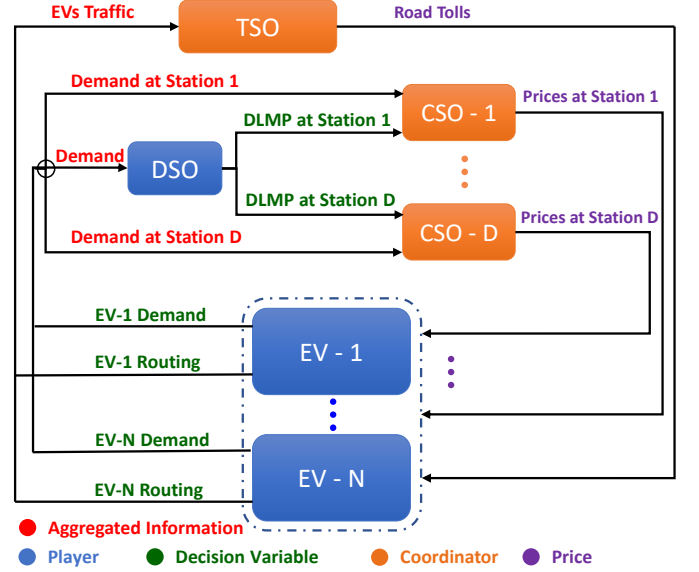 EVs Traffic
TSO
Road Tolls
Demand at Station 1
CSO - 1
Prices at Station 1
DLMP at Station 1
Demand
DSO
DLMP at Station D
CSO - D
Prices at Station D
Demand at Station D
EV-1 Demand
EV - 1
EV-1 Routing
EV-N Demand
EV - N
EV-N Routing
Aggregated Information
Player
Decision Variable
Coordinator
Price